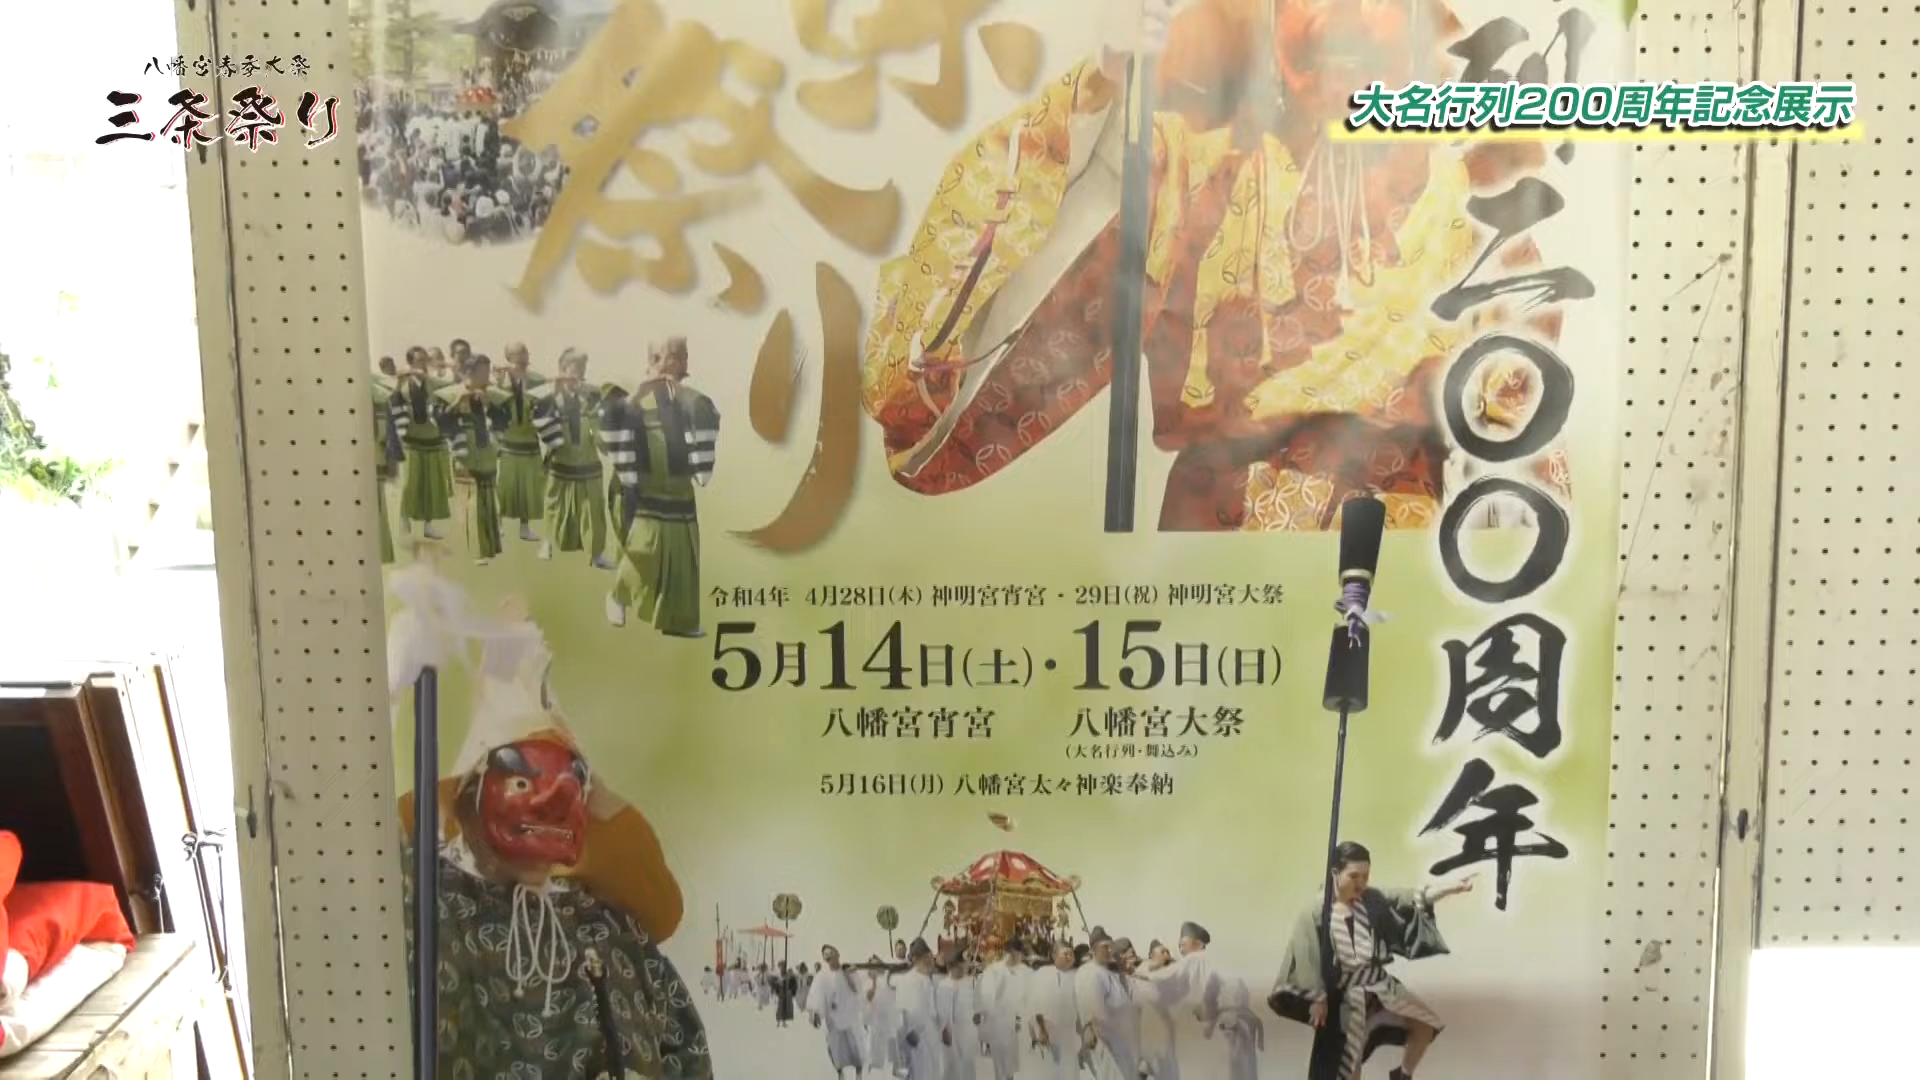 八幡宮春季大祭
三条祭り
大名行列200周年記念展示
祭り
列二〇〇周年
令和4年 4月28日(木) 神明宮宵宮・29日(祝) 神明宮大祭
5月14日(土)・15日(日)
八幡宮宵宮 八幡宮大祭
(大名行列・舞込み)
5月16日(月) 八幡宮太々神楽奉納